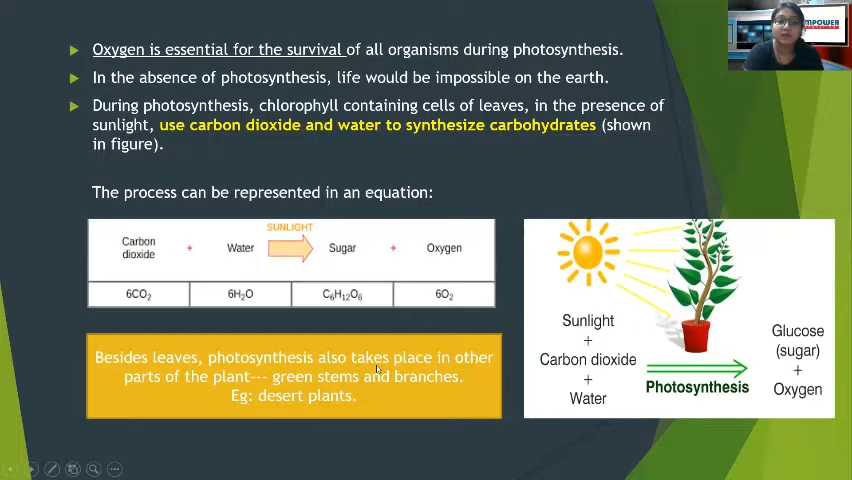 MPOWER
Oxygen is essential for the survival of all organisms during photosynthesis.
In the absence of photosynthesis, life would be impossible on the earth.
During photosynthesis, chlorophyll containing cells of leaves, in the presence of
sunlight, use carbon dioxide and water to synthesize carbohydrates (shown
in figure).
The process can be represented in an equation:
SUNLIGHT
Carbon
dioxide
+
Water
Sugar
+
Oxygen
6CO₂
6H₂O
C₆H₁₂O₆
6O₂
Besides leaves, photosynthesis also takes place in other
parts of the plant--- green stems and branches.
Eg: desert plants.
Sunlight
+
Carbon dioxide
+
Water
Photosynthesis
Glucose
(sugar)
+
Oxygen